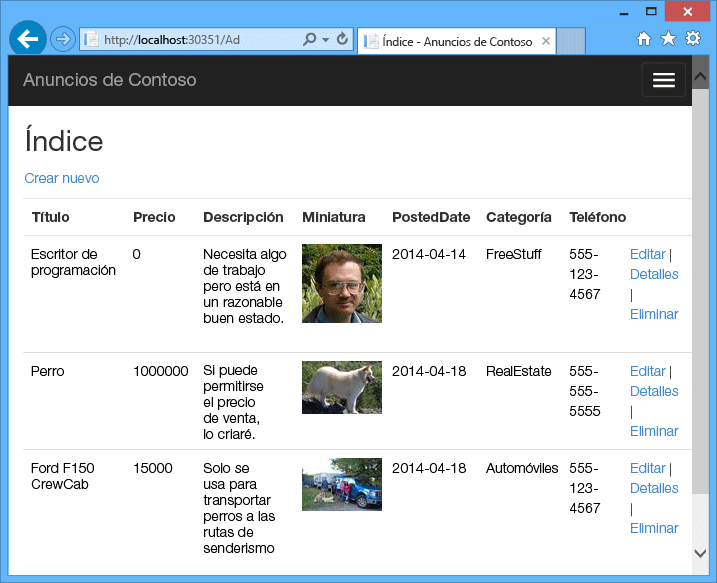 http://localhost:30351/Ad
Índice - Anuncios de Contoso
Anuncios de Contoso
Índice
Crear nuevo
Título Precio Descripción Miniatura PostedDate Categoría Teléfono
Escritor de programación 0 Necesita algo de trabajo pero está en un razonable buen estado. 2014-04-14 FreeStuff 555-123-4567 Editar | Detalles | Eliminar
Perro 1000000 Si puede permitirse el precio de venta, lo criaré. 2014-04-18 RealEstate 555-555-5555 Editar | Detalles | Eliminar
Ford F150 CrewCab 15000 Solo se usa para transportar perros a las rutas de senderismo 2014-04-18 Automóviles 555-123-4567 Editar | Detalles | Eliminar